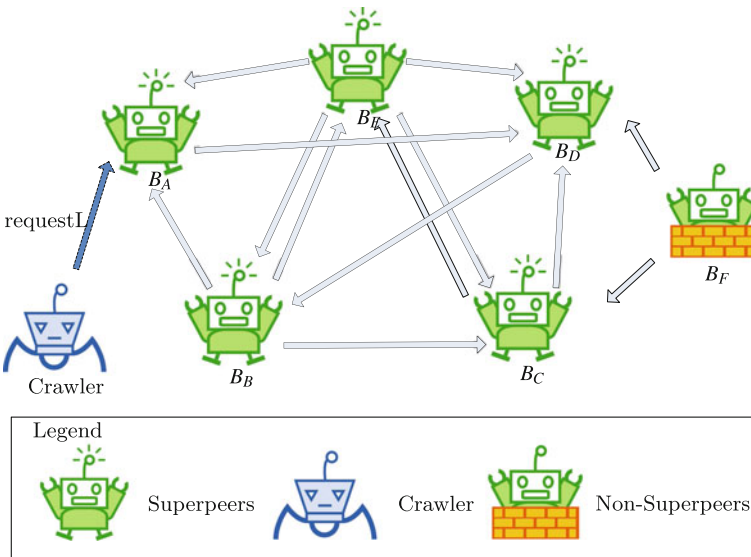 B_E
B_A
B_D
requestL
B_F
Crawler
B_B
B_C
Legend
Superpeers
Crawler
Non-Superpeers